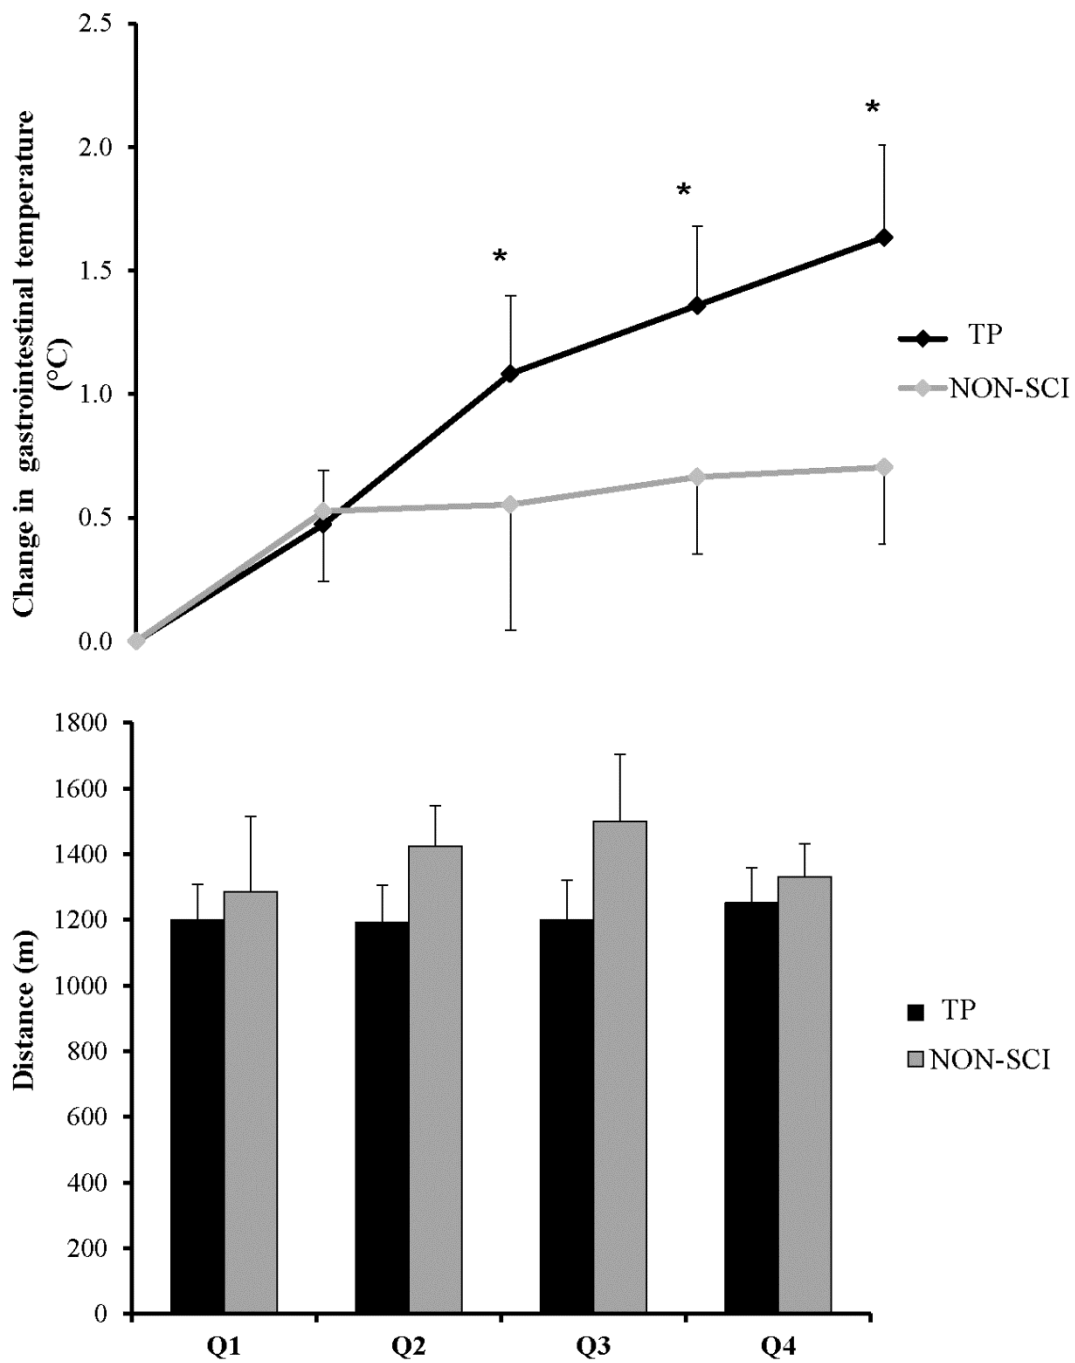 2.5
2.0
1.5
1.0
0.5
0.0
Change in gastrointestinal temperature
(°C)
*
*
*
TP
NON-SCI
1800
1600
1400
1200
1000
800
600
400
200
0
Distance (m)
TP
NON-SCI
Q1 Q2 Q3 Q4